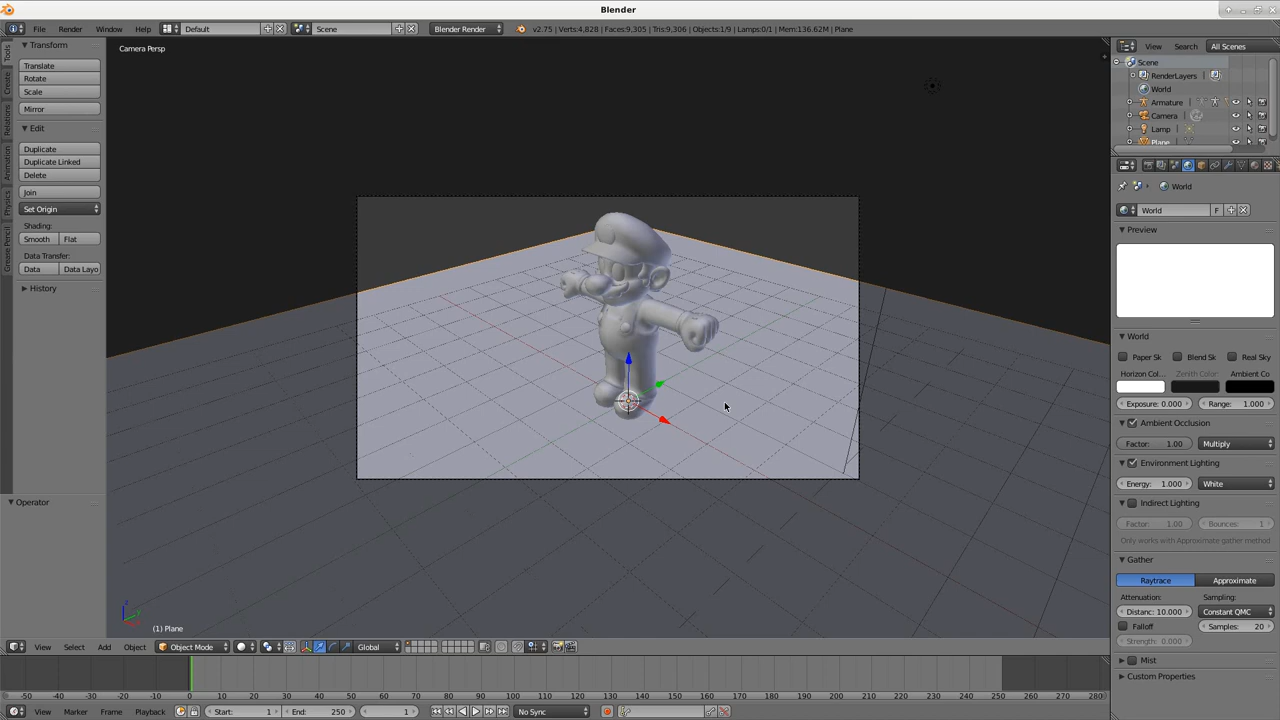 Blender
File Render Window Help Default Scene Blender Render v2.75 | Verts:4,828 | Faces:9,305 | Tris:9,306 | Objects:1/9 | Lamps:0/1 | Mem:136.62M | Plane
View Search All Scenes
Scene
RenderLayers
World
Armature
Camera
Lamp
Plane
Tools
Create
Relations
Animation
Physics
Grease Pencil
Transform
Translate
Rotate
Scale
Mirror
Edit
Duplicate
Duplicate Linked
Delete
Join
Set Origin
Shading:
Smooth Flat
Data Transfer:
Data Data Layo
History
Operator
Camera Persp
(1) Plane
World
World F
Preview
World
Paper Sk Blend Sk Real Sky
Horizon Col... Zenith Color Ambient Co
Exposure: 0.000 Range: 1.000
Ambient Occlusion
Factor: 1.00 Multiply
Environment Lighting
Energy: 1.000 White
Indirect Lighting
Factor: 1.00 Bounces: 1
Only works with Approximate gather method
Gather
Raytrace Approximate
Attenuation: Sampling:
Distanc: 10.000 Constant QMC
Falloff Samples: 20
Strength: 0.000
Mist
Custom Properties
View Select Add Object Object Mode Global
-50 -40 -30 -20 -10 0 10 20 30 40 50 60 70 80 90 100 110 120 130 140 150 160 170 180 190 200 210 220 230 240 250 260 270 280
View Marker Frame Playback Start: 1 End: 250 1 No Sync